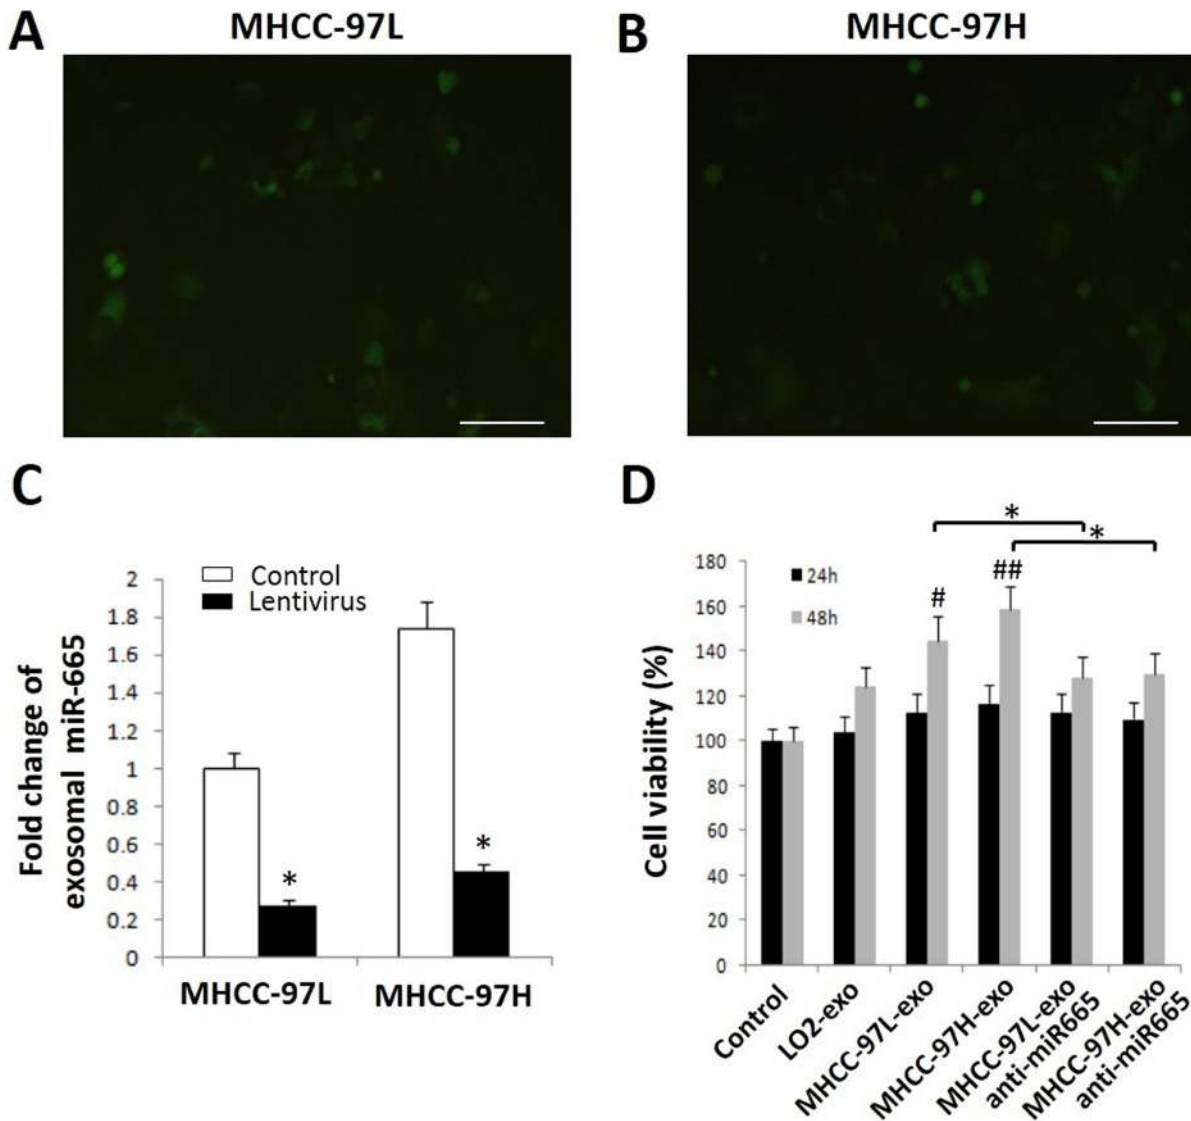 A
MHCC-97L
B
MHCC-97H
C
Fold change of
exosomal miR-665
2
1.8
1.6
1.4
1.2
1
0.8
0.6
0.4
0.2
0
Control
Lentivirus
*
*
MHCC-97L
MHCC-97H
D
Cell viability (%)
180
160
140
120
100
80
60
40
20
0
24h
48h
#
##
*
*
Control
LO2-exo
MHCC-97L-exo
MHCC-97H-exo
MHCC-97L-exo
anti-miR665
MHCC-97H-exo
anti-miR665